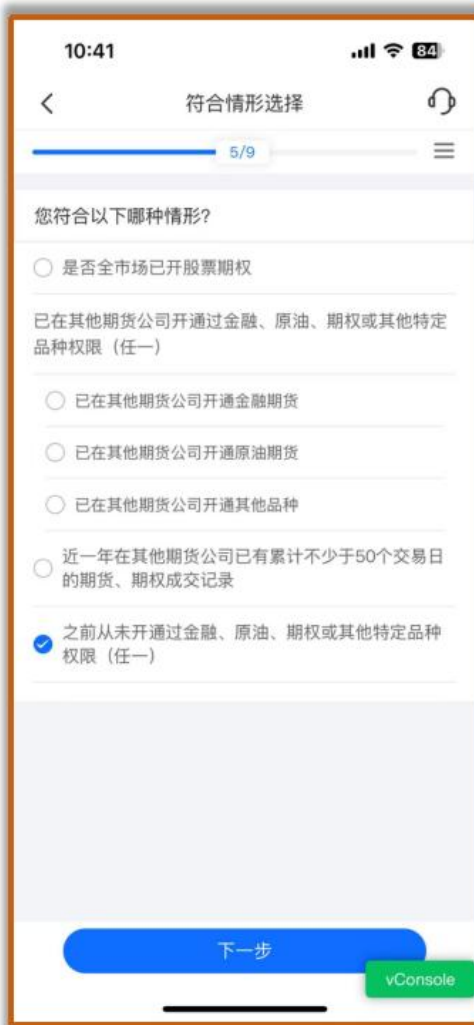 10:41
84
符合情形选择
5/9
您符合以下哪种情形?
是否全市场已开股票期权
已在其他期货公司开通过金融、原油、期权或其他特定
品种权限（任一）
已在其他期货公司开通金融期货
已在其他期货公司开通原油期货
已在其他期货公司开通其他品种
近一年在其他期货公司已有累计不少于50个交易日
的期货、期权成交记录
之前从未开通过金融、原油、期权或其他特定品种
权限（任一）
下一步
vConsole